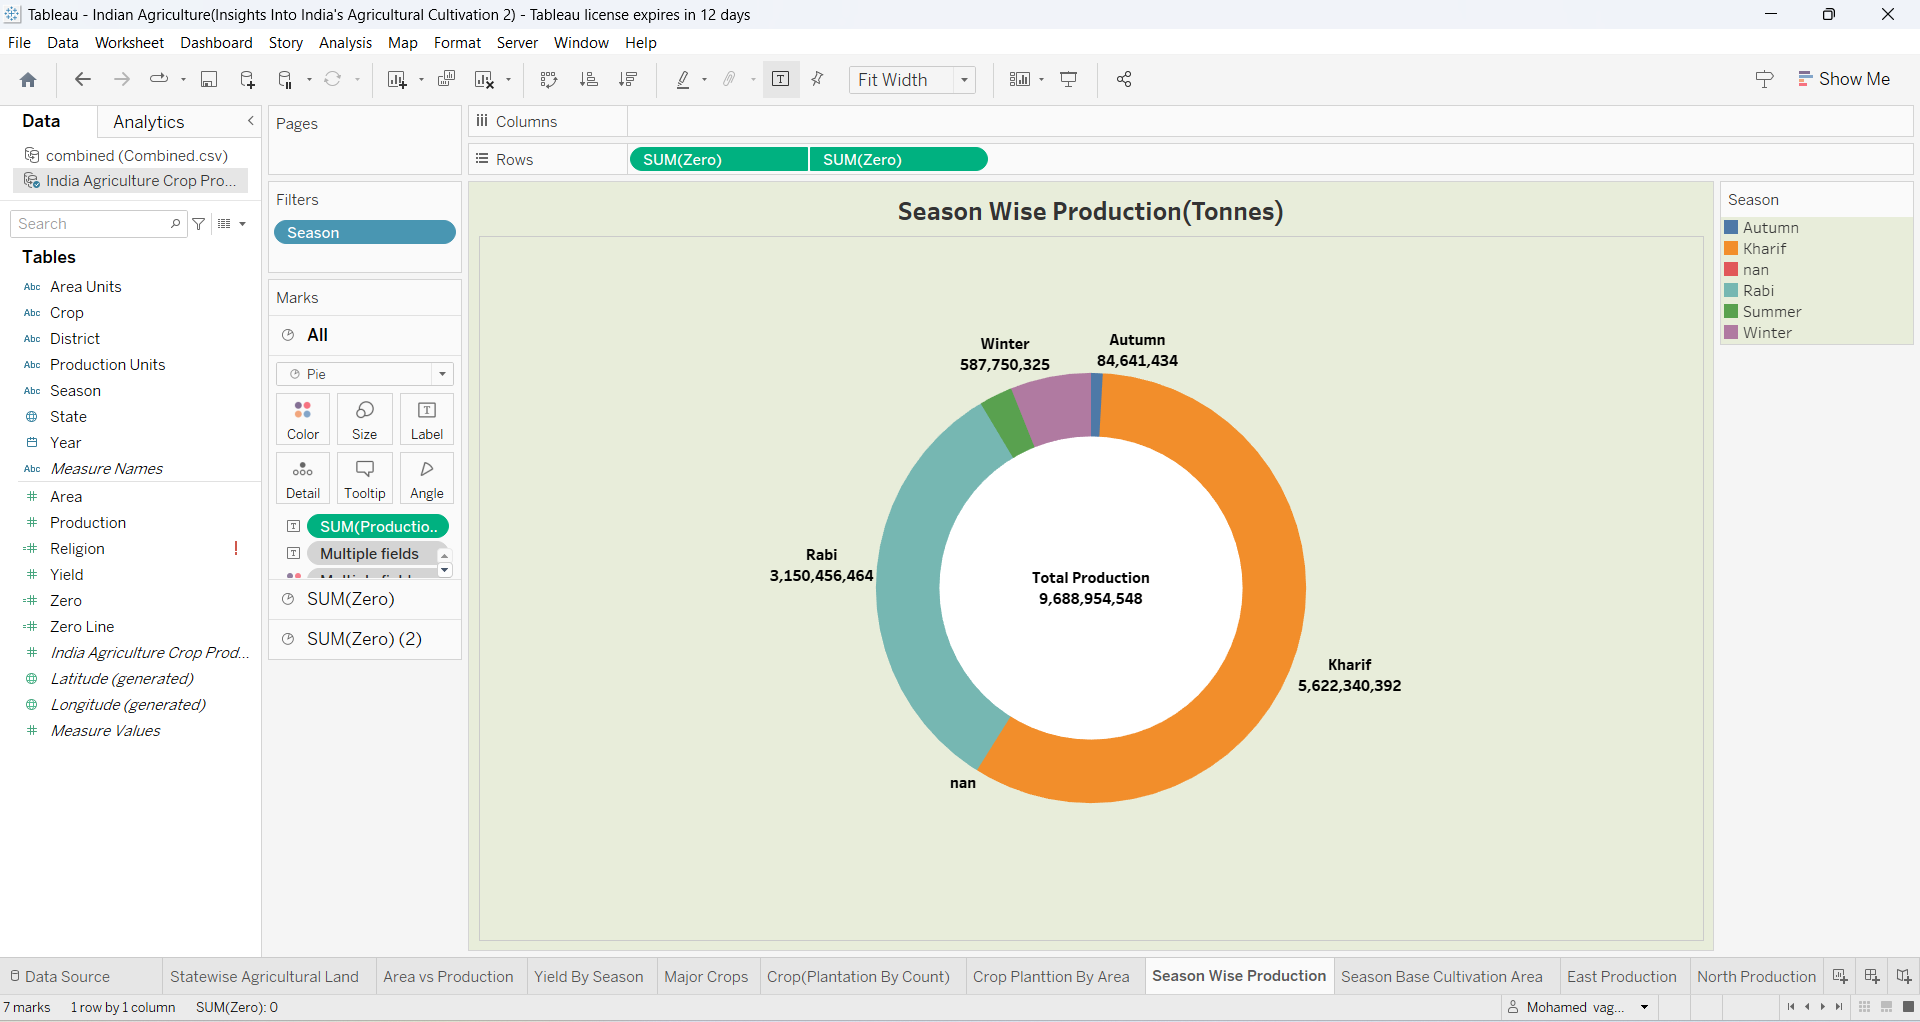 Tableau - Indian Agriculture(Insights Into India's Agricultural Cultivation 2) - Tableau license expires in 12 days
File Data Worksheet Dashboard Story Analysis Map Format Server Window Help
Fit Width
Show Me
Data Analytics
combined (Combined.csv)
India Agriculture Crop Pro...
Search
Tables
Abc Area Units
Abc Crop
Abc District
Abc Production Units
Abc Season
State
Year
Abc Measure Names
Area
Production
Religion !
Yield
Zero
Zero Line
India Agriculture Crop Prod...
Latitude (generated)
Longitude (generated)
Measure Values
Pages
Filters
Season
Marks
All
Pie
Color Size Label
Detail Tooltip Angle
SUM(Productio..
Multiple fields
SUM(Zero)
SUM(Zero) (2)
Columns
Rows SUM(Zero) SUM(Zero)
Season Wise Production(Tonnes)
Winter
587,750,325
Autumn
84,641,434
Rabi
3,150,456,464
Total Production
9,688,954,548
Kharif
5,622,340,392
nan
Season
Autumn
Kharif
nan
Rabi
Summer
Winter
Data Source Statewise Agricultural Land Area vs Production Yield By Season Major Crops Crop(Plantation By Count) Crop Planttion By Area Season Wise Production Season Base Cultivation Area East Production North Production
7 marks 1 row by 1 column SUM(Zero): 0 Mohamed vag...